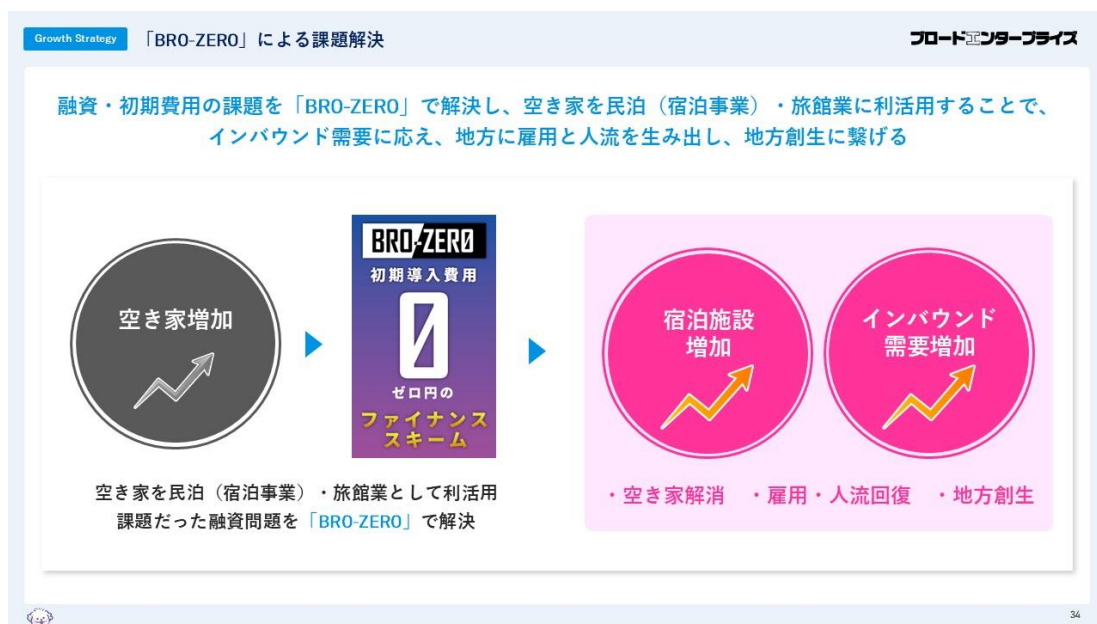 Growth Strategy
「BRO-ZERO」による課題解決
ブロードエンタープライズ
融資・初期費用の課題を「BRO-ZERO」で解決し、空き家を民泊（宿泊事業）・旅館業に利活用することで、
インバウンド需要に応え、地方に雇用と人流を生み出し、地方創生に繋げる
空き家増加
BRO-ZERO
初期導入費用
0
ゼロ円の
ファイナンス
スキーム
宿泊施設
増加
インバウンド
需要増加
空き家を民泊（宿泊事業）・旅館業として利活用
課題だった融資問題を「BRO-ZERO」で解決
・空き家解消 ・雇用・人流回復 ・地方創生
34